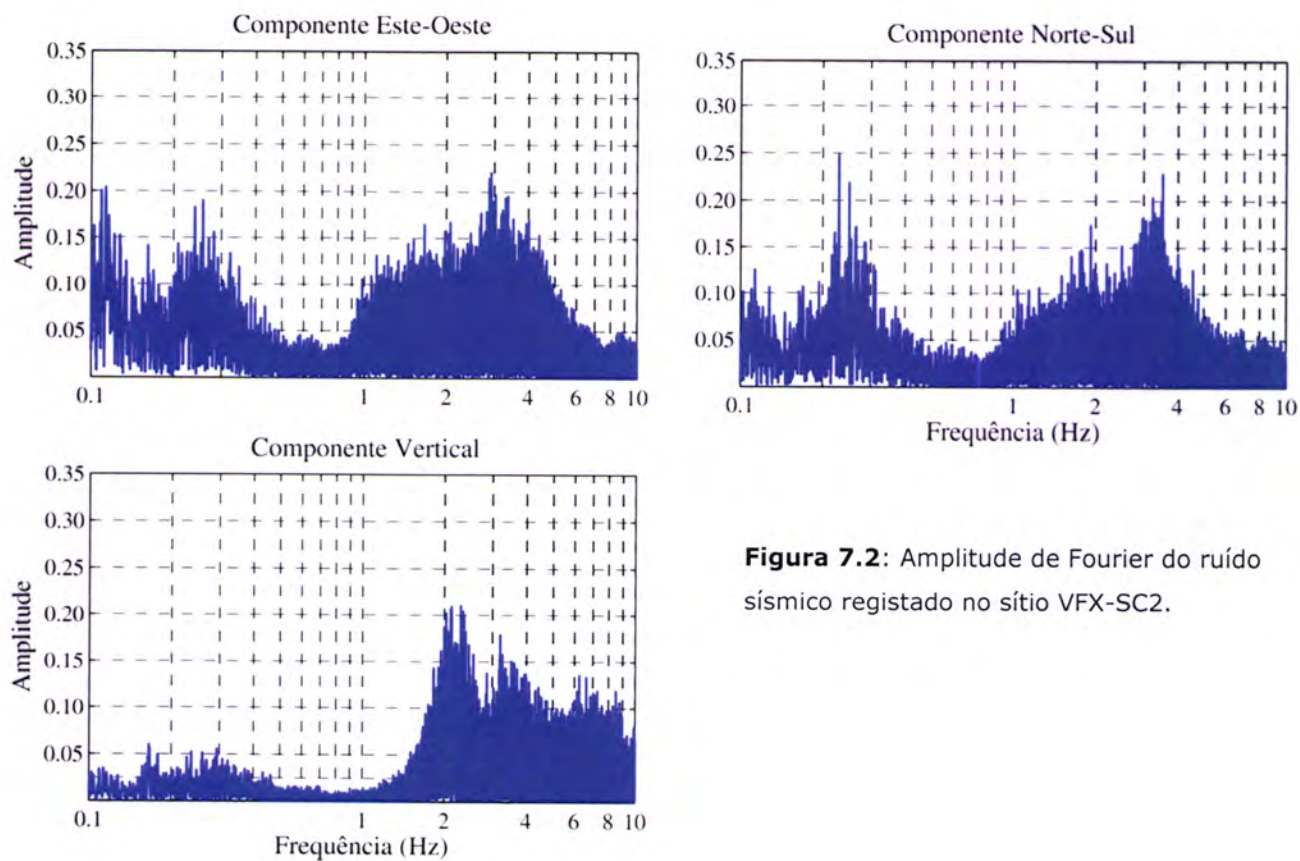 Componente Este-Oeste
0.35
0.30
0.25
0.20
0.15
0.10
0.05
Amplitude
0.1 1 2 4 6 8 10
Componente Norte-Sul
0.35
0.30
0.25
0.20
0.15
0.10
0.05
0.1 1 2 4 6 8 10
Frequência (Hz)
Componente Vertical
0.35
0.30
0.25
0.20
0.15
0.10
0.05
Amplitude
0.1 1 2 4 6 8 10
Frequência (Hz)
Figura 7.2: Amplitude de Fourier do ruído
sísmico registado no sítio VFX-SC2.